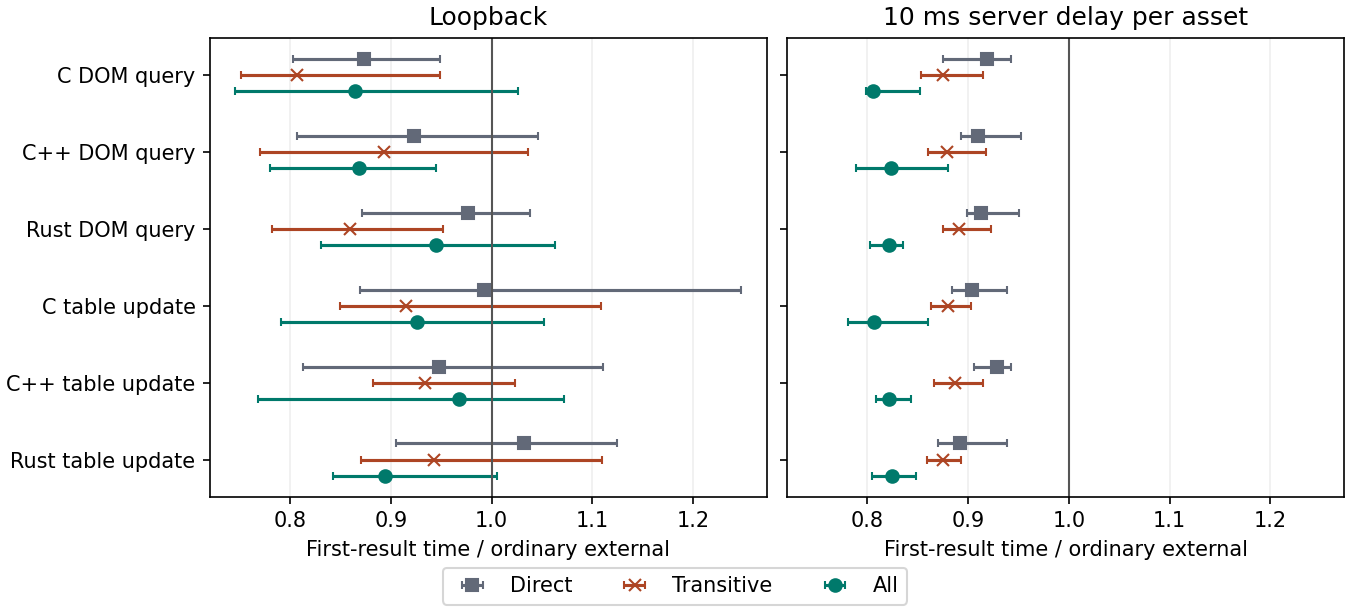 Loopback
10 ms server delay per asset
C DOM query
C++ DOM query
Rust DOM query
C table update
C++ table update
Rust table update
0.8 0.9 1.0 1.1 1.2
0.8 0.9 1.0 1.1 1.2
First-result time / ordinary external
First-result time / ordinary external
Direct Transitive All